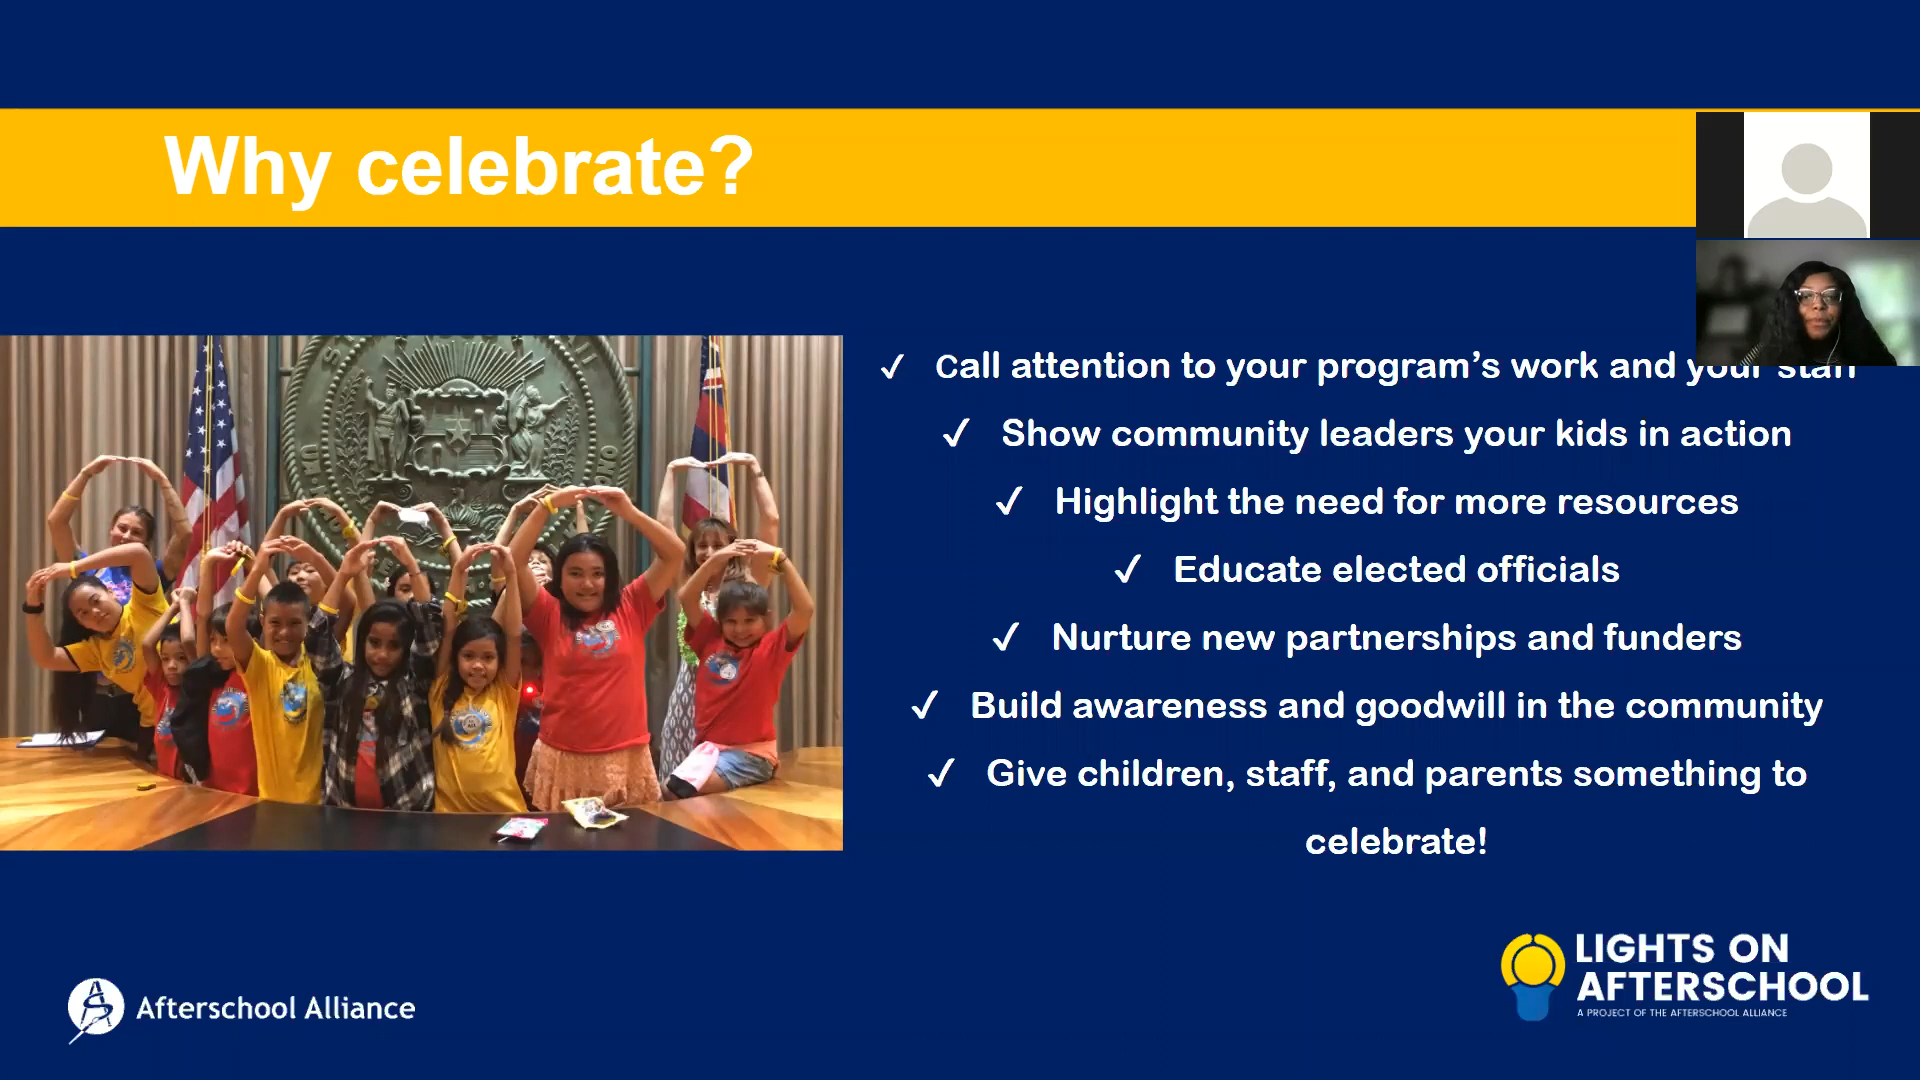 Why celebrate?
✓ Call attention to your program's work and your staff
✓ Show community leaders your kids in action
✓ Highlight the need for more resources
✓ Educate elected officials
✓ Nurture new partnerships and funders
✓ Build awareness and goodwill in the community
✓ Give children, staff, and parents something to
celebrate!
Afterschool Alliance
LIGHTS ON
AFTERSCHOOL
A PROJECT OF THE AFTERSCHOOL ALLIANCE